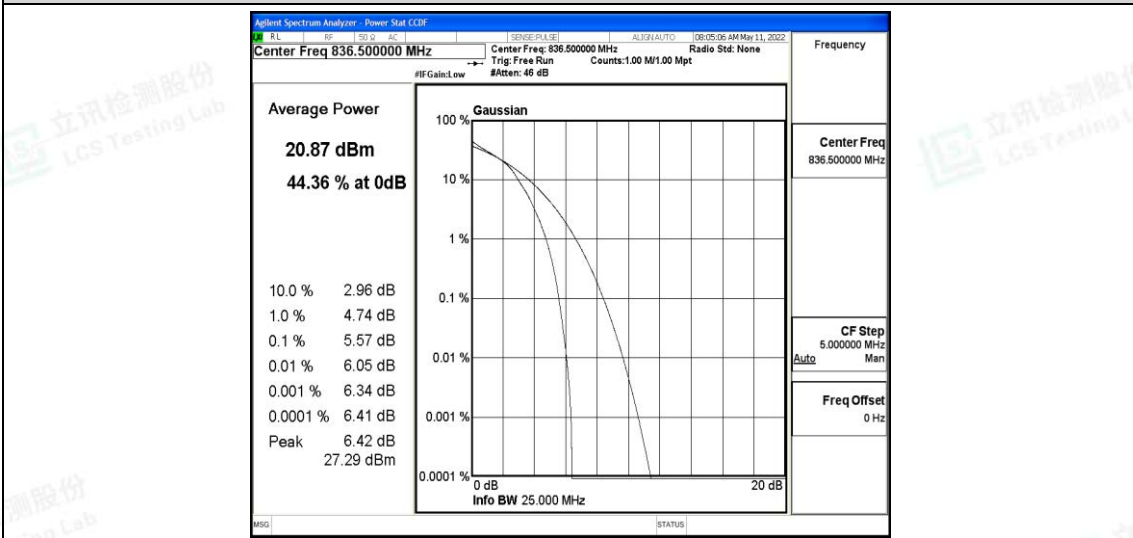 Agilent Spectrum Analyzer - Power Stat CCDF
RL RF 50 Ω AC SENSE:PULSE ALIGNAUTO 08:05:06 AM May 11, 2022
Center Freq 836.500000 MHz
Center Freq: 836.500000 MHz Radio Std: None
Trig: Free Run Counts:1.00 M/1.00 Mpt
#IFGain:Low #Atten: 46 dB
Frequency
Average Power
20.87 dBm
44.36 % at 0dB
10.0 % 2.96 dB
1.0 % 4.74 dB
0.1 % 5.57 dB
0.01 % 6.05 dB
0.001 % 6.34 dB
0.0001 % 6.41 dB
Peak 6.42 dB
27.29 dBm
Gaussian
100 %
10 %
1 %
0.1 %
0.01 %
0.001 %
0.0001 %
0 dB 20 dB
Info BW 25.000 MHz
Center Freq
836.500000 MHz
CF Step
5.000000 MHz
Auto Man
Freq Offset
0 Hz
MSG STATUS
立讯检测股份
LCS Testing Lab